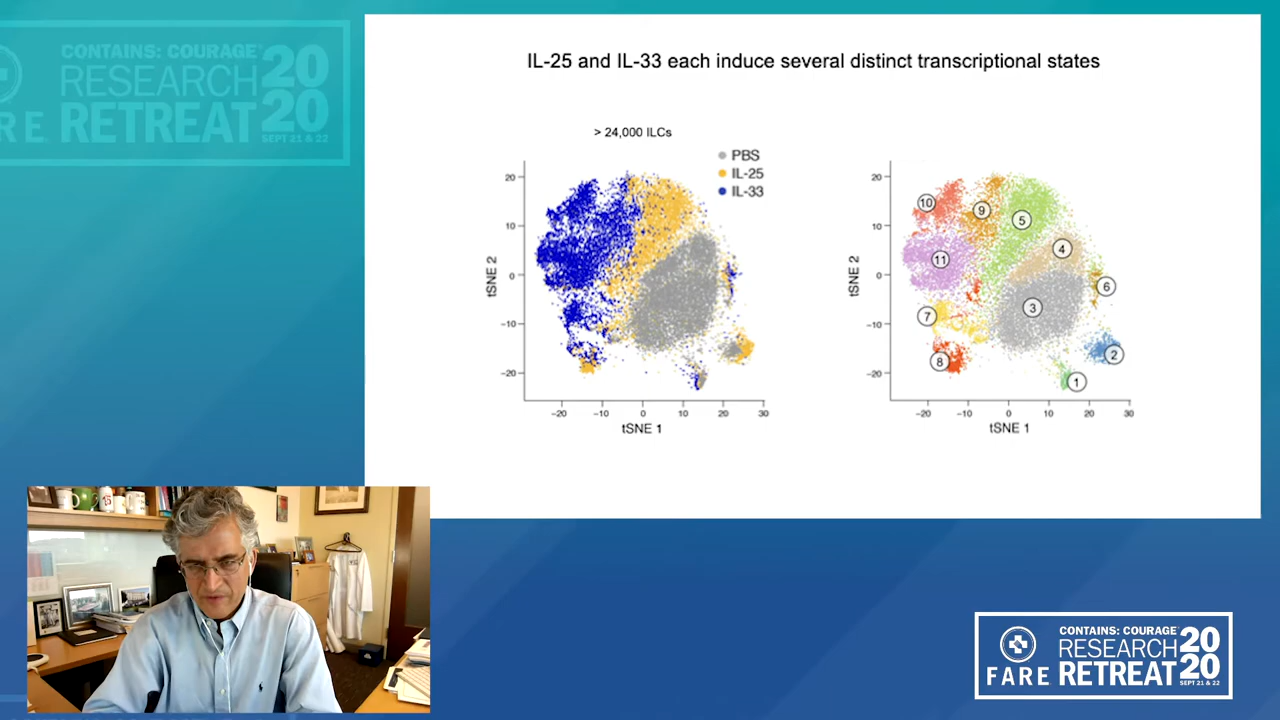 CONTAINS: COURAGE
RESEARCH
RETREAT
2020
SEPT 21 & 22
RE
IL-25 and IL-33 each induce several distinct transcriptional states
> 24,000 ILCs
PBS
IL-25
IL-33
20
10
0
−10
−20
tSNE 2
−20 −10 0 10 20 30
tSNE 1
20
10
0
−10
−20
tSNE 2
−20 −10 0 10 20 30
tSNE 1
10
9
5
4
11
6
3
7
2
8
1
FARE
CONTAINS: COURAGE
RESEARCH
RETREAT
2020
SEPT 21 & 22